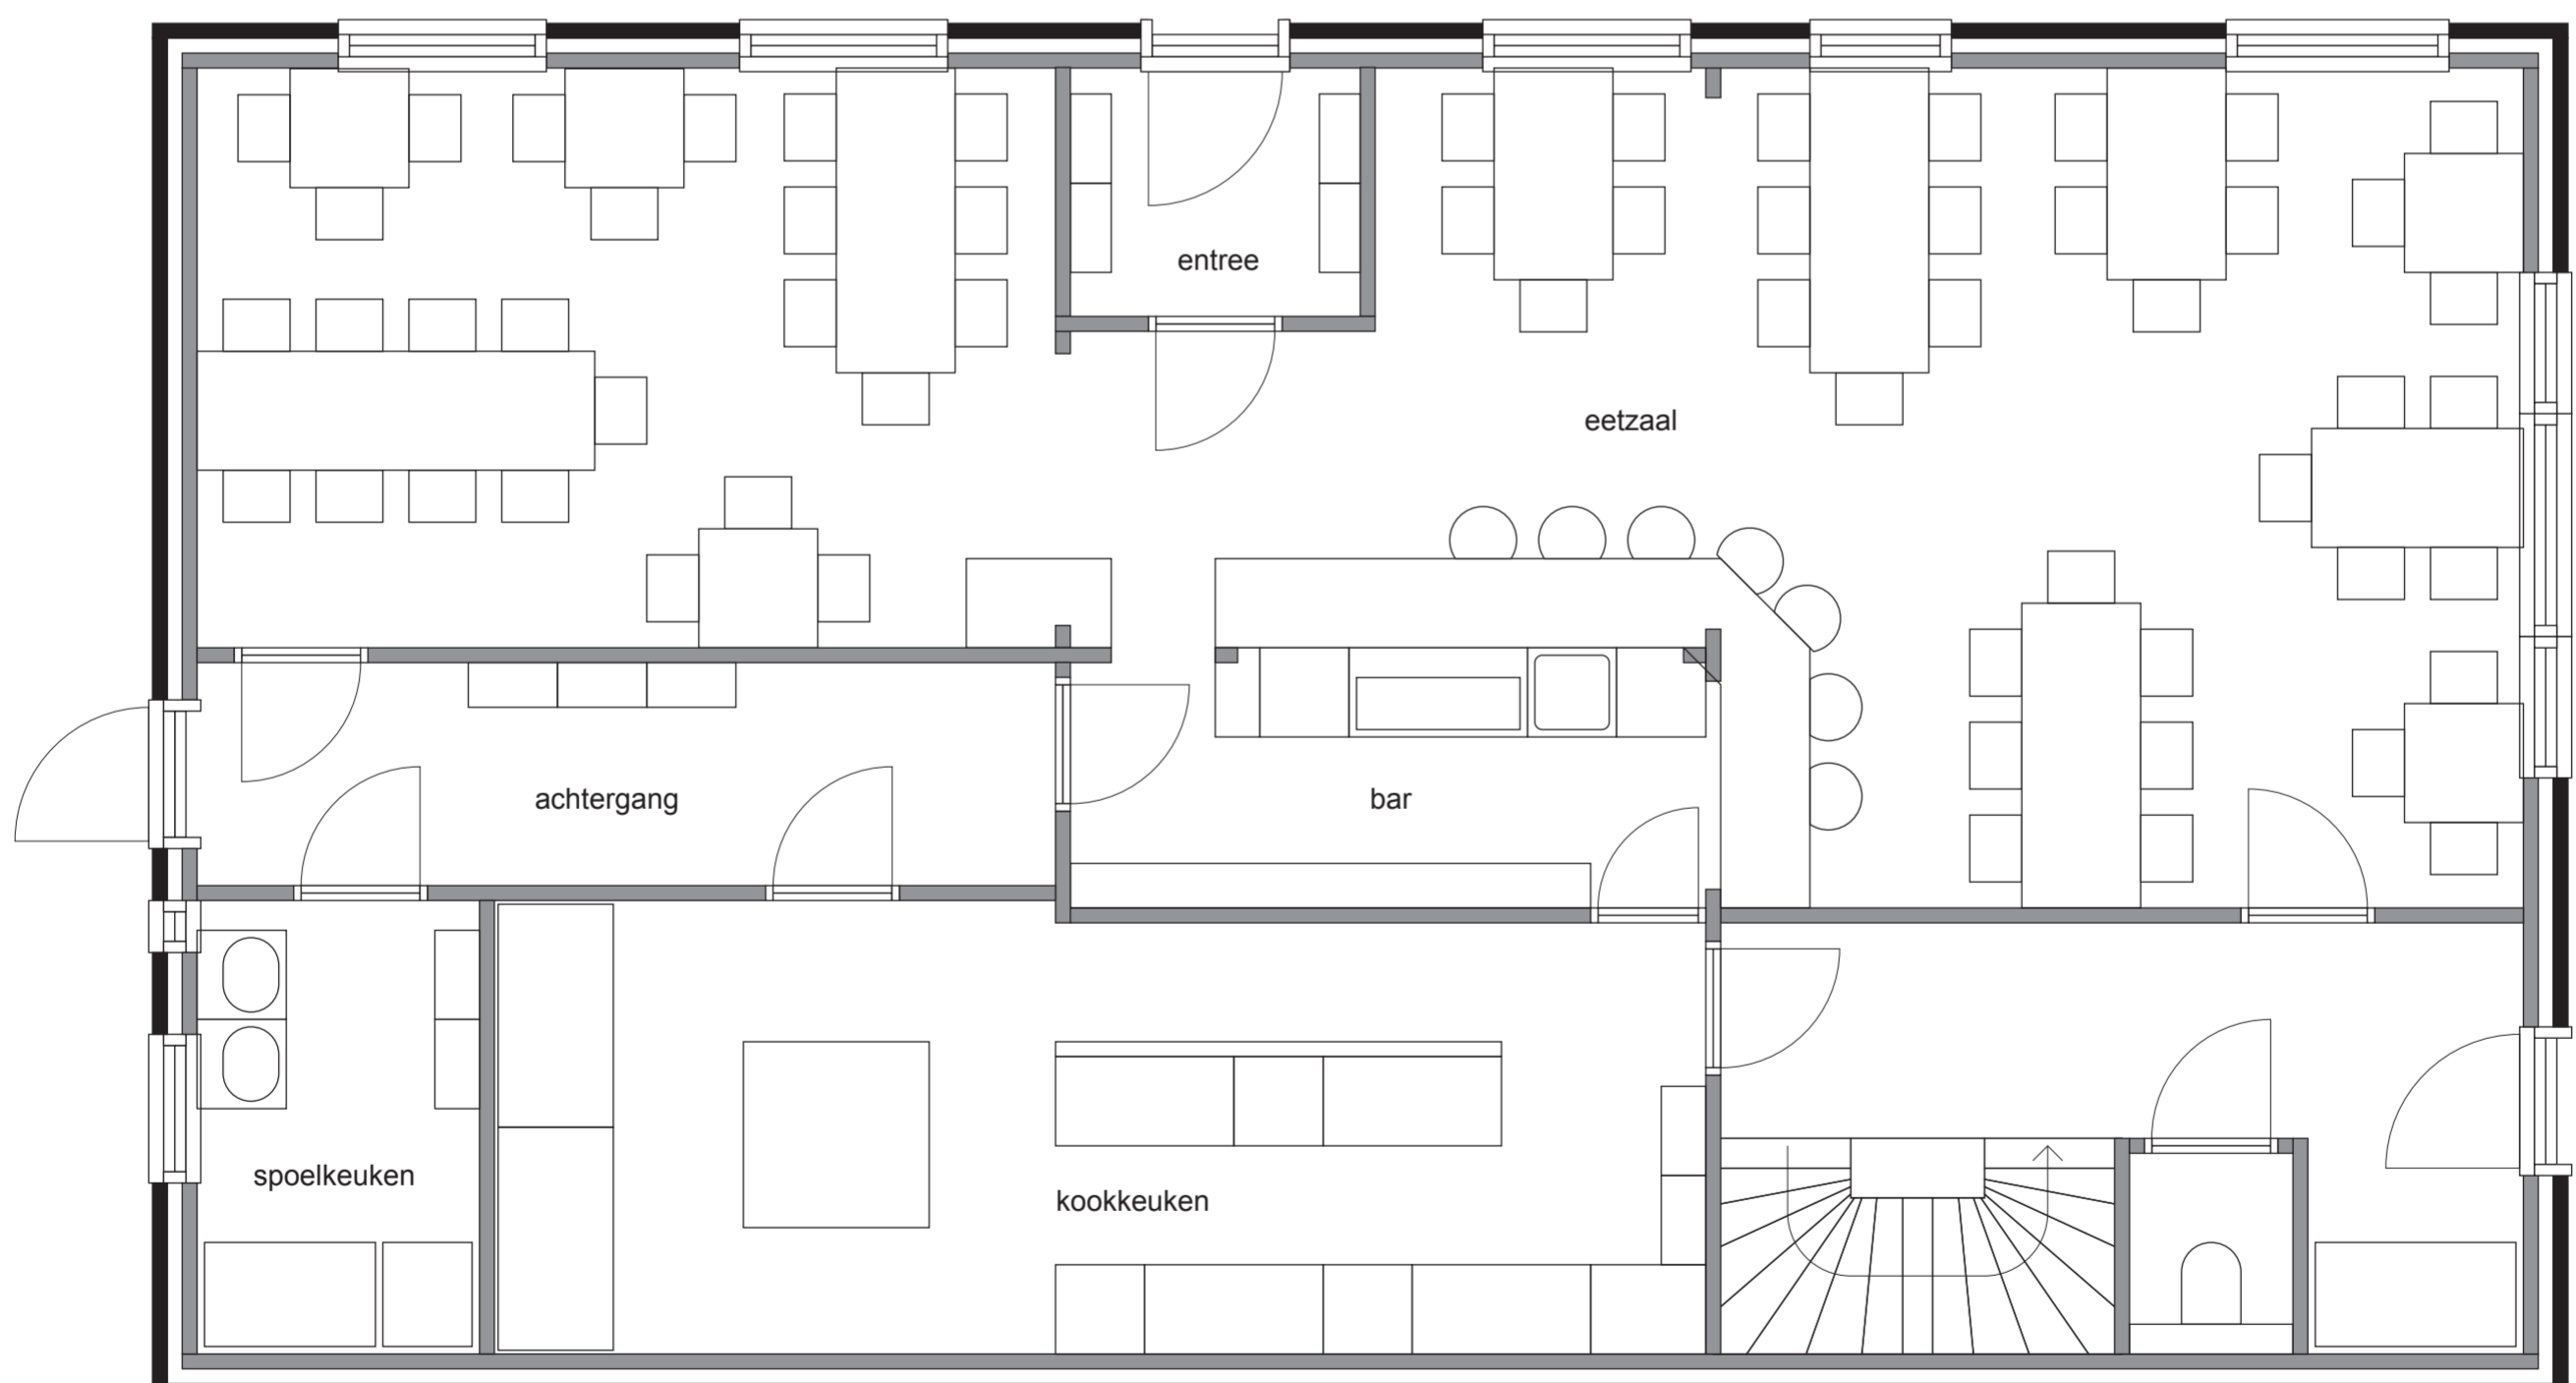 entree
eetzaal
achtergang
bar
spoelkeuken
kookkeuken